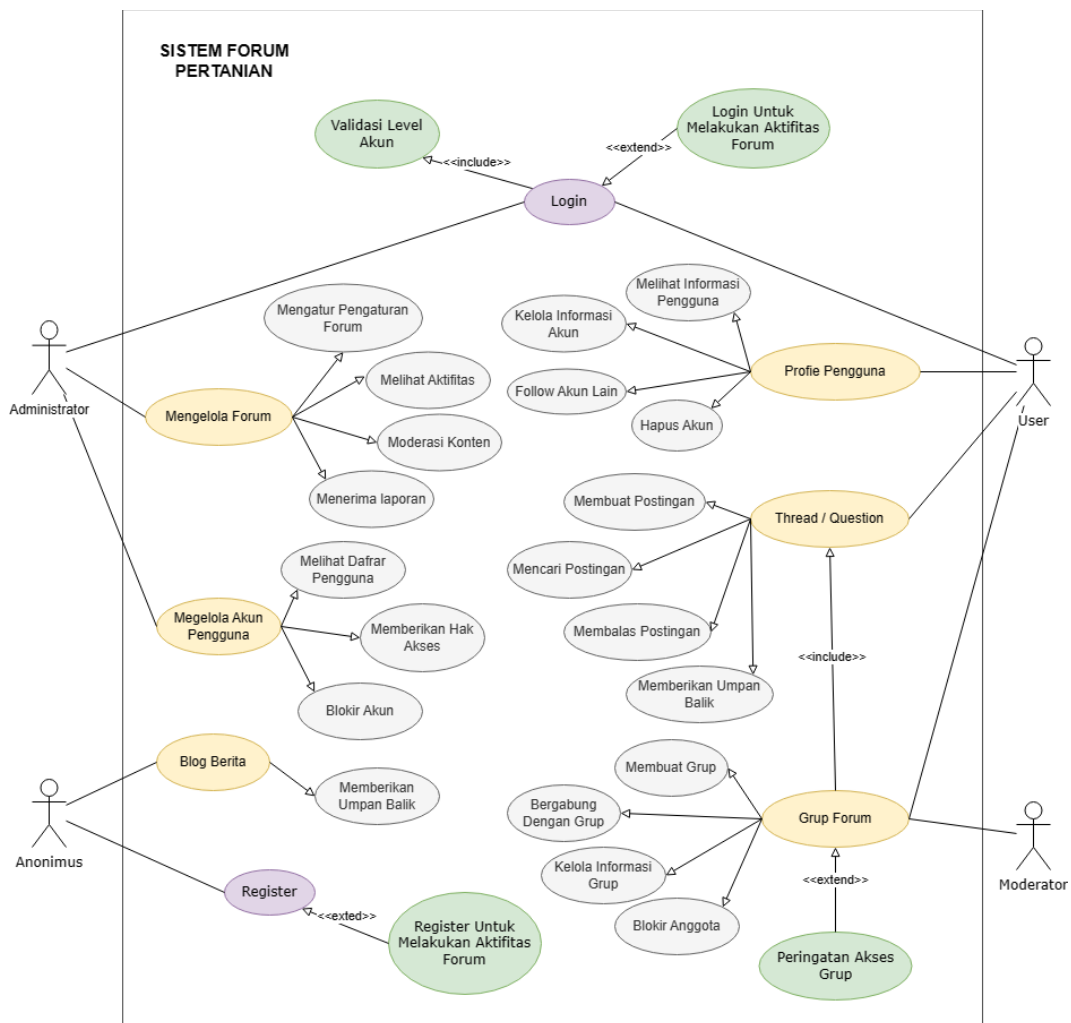 SISTEM FORUM
PERTANIAN
Validasi Level
Akun
Login Untuk
Melakukan Aktifitas
Forum
<<include>>
<<extend>>
Login
Melihat Informasi
Pengguna
Mengatur Pengaturan
Forum
Kelola Informasi
Akun
Administrator
Melihat Aktifitas
Profie Pengguna
User
Follow Akun Lain
Mengelola Forum
Hapus Akun
Moderasi Konten
Menerima laporan
Membuat Postingan
Thread / Question
Melihat Dafrar
Pengguna
Mencari Postingan
Megelola Akun
Pengguna
Memberikan Hak
Akses
Membalas Postingan
<<include>>
Memberikan Umpan
Balik
Blokir Akun
Blog Berita
Membuat Grup
Memberikan
Umpan Balik
Bergabung
Dengan Grup
Grup Forum
Anonimus
Kelola Informasi
Grup
Moderator
<<extend>>
Register
<<exted>>
Blokir Anggota
Register Untuk
Melakukan Aktifitas
Forum
Peringatan Akses
Grup